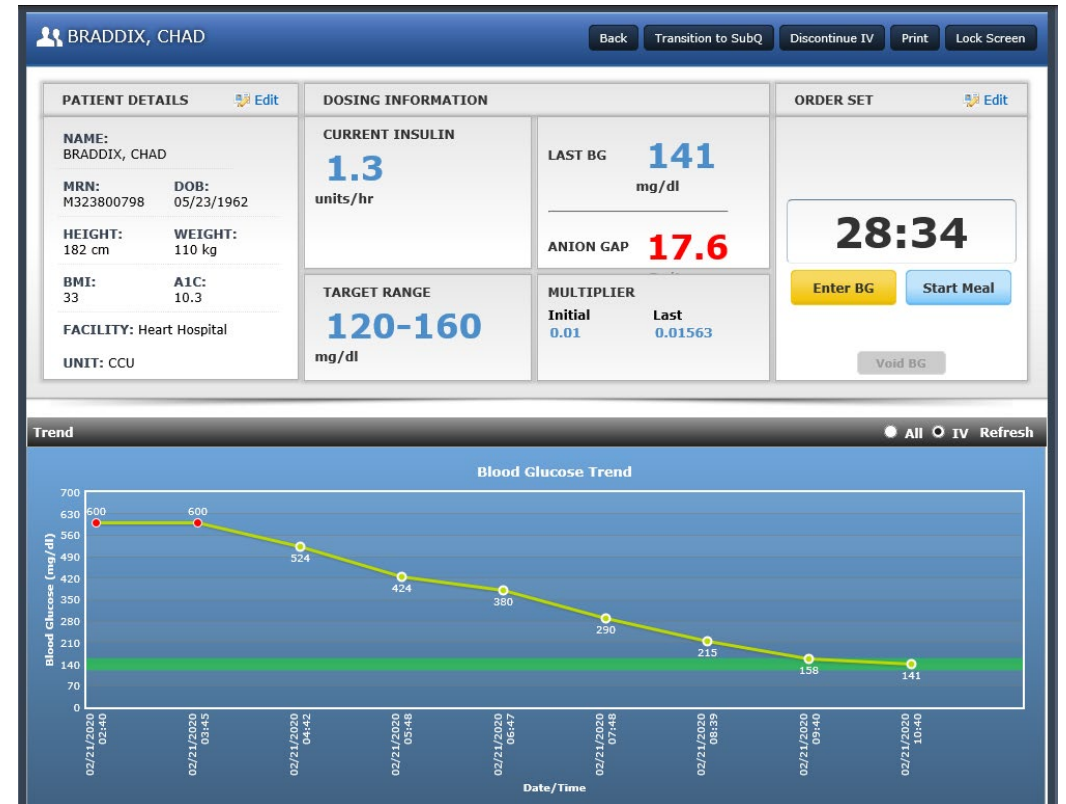 BRADDIX, CHAD
Back Transition to SubQ Discontinue IV Print Lock Screen
PATIENT DETAILS Edit
NAME:
BRADDIX, CHAD
MRN: DOB:
M323800798 05/23/1962
HEIGHT: WEIGHT:
182 cm 110 kg
BMI: A1C:
33 10.3
FACILITY: Heart Hospital
UNIT: CCU
DOSING INFORMATION
CURRENT INSULIN
1.3
units/hr
LAST BG 141
mg/dl
ANION GAP 17.6
TARGET RANGE
120-160
mg/dl
MULTIPLIER
Initial Last
0.01 0.01563
ORDER SET Edit
28:34
Enter BG Start Meal
Void BG
Trend
All IV Refresh
Blood Glucose Trend
Blood Glucose (mg/dl)
700
630
560
490
420
350
280
210
140
70
0
600
600
524
424
380
290
215
158
141
02/21/2020 02:40
02/21/2020 03:45
02/21/2020 04:42
02/21/2020 05:48
02/21/2020 06:47
02/21/2020 07:48
02/21/2020 08:39
02/21/2020 09:40
02/21/2020 10:40
Date/Time